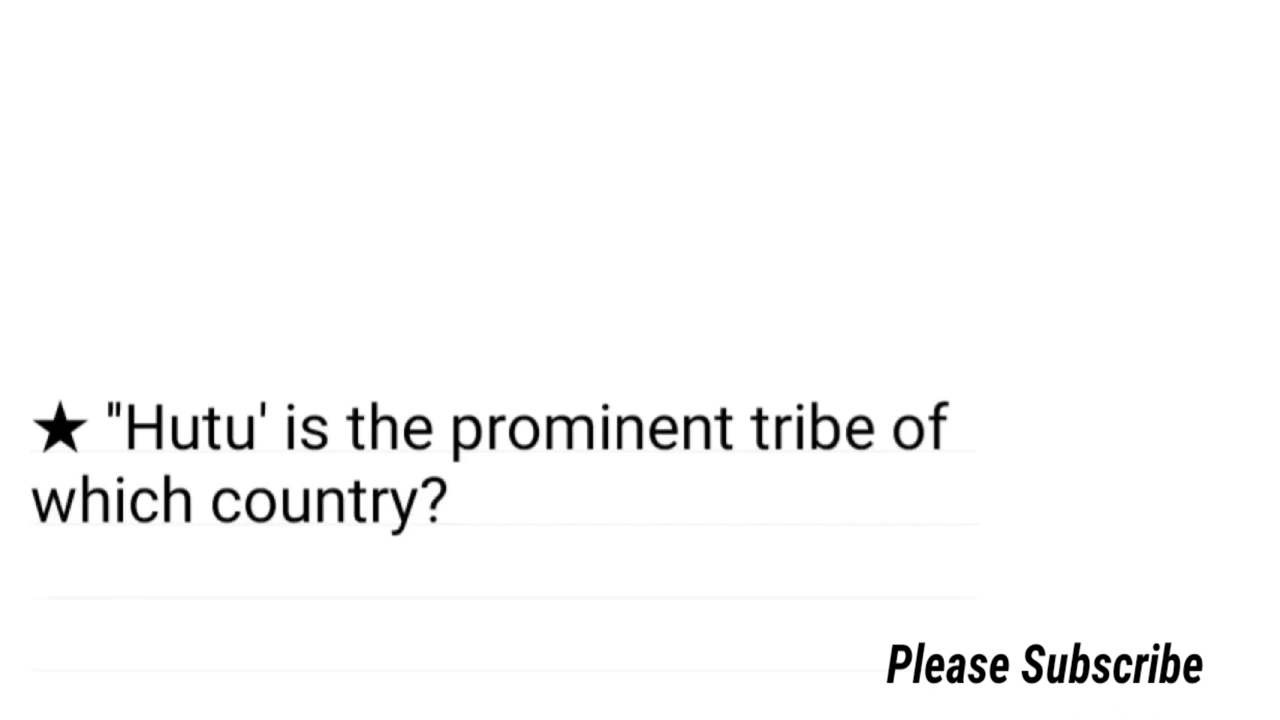 ★ "Hutu' is the prominent tribe of
which country?
Please Subscribe